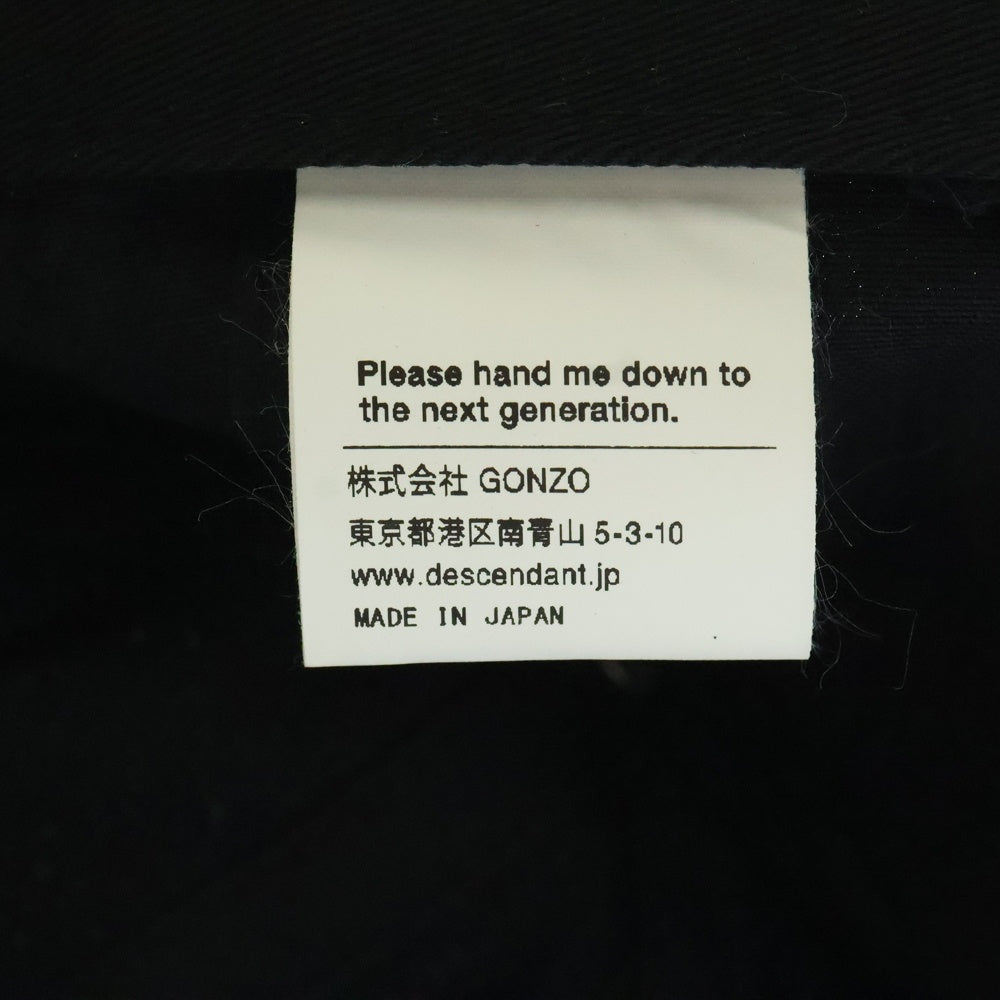 Please hand me down to
the next generation.
株式会社 GONZO
東京都港区南青山 5-3-10
www.descendant.jp
MADE IN JAPAN